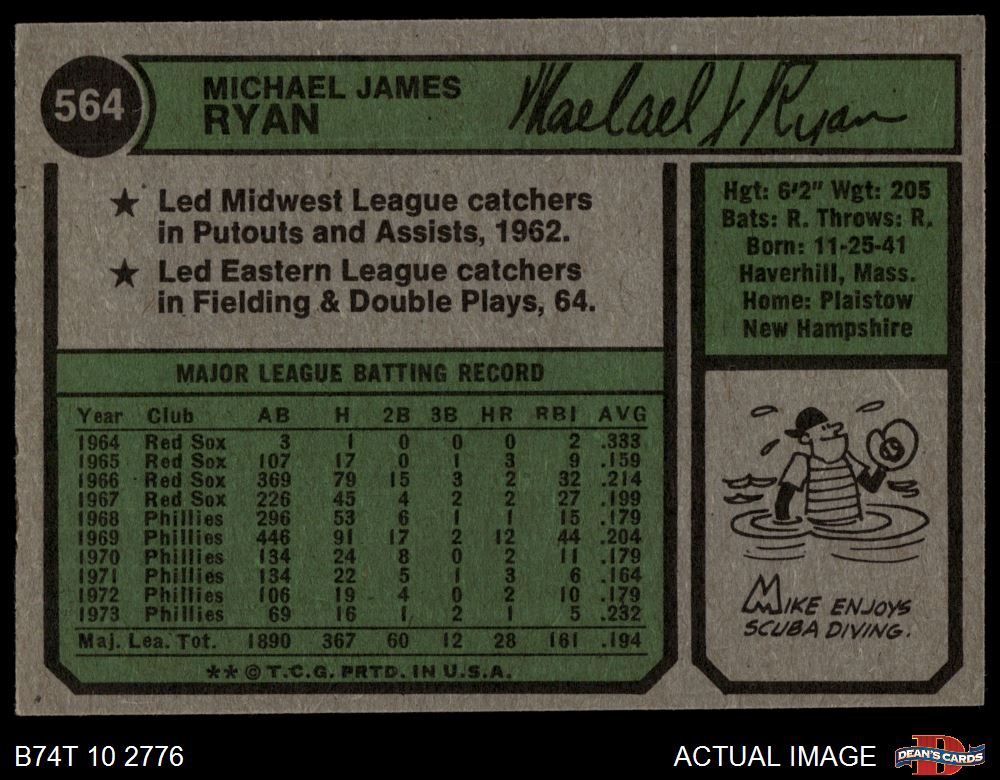 564
MICHAEL JAMES
RYAN
Michael J Ryan
★ Led Midwest League catchers
in Putouts and Assists, 1962.
★ Led Eastern League catchers
in Fielding & Double Plays, 64.
Hgt: 6'2" Wgt: 205
Bats: R. Throws: R.
Born: 11-25-41
Haverhill, Mass.
Home: Plaistow
New Hampshire
MAJOR LEAGUE BATTING RECORD
Year Club AB H 2B 3B HR RBI AVG
1964 Red Sox 3 1 0 0 0 2 .333
1965 Red Sox 107 17 0 1 3 9 .159
1966 Red Sox 369 79 15 3 2 32 .214
1967 Red Sox 226 45 4 2 2 27 .199
1968 Phillies 296 53 6 1 1 15 .179
1969 Phillies 446 91 17 2 12 44 .204
1970 Phillies 134 24 8 0 2 11 .179
1971 Phillies 134 22 5 1 3 6 .164
1972 Phillies 106 19 4 0 2 10 .179
1973 Phillies 69 16 1 2 1 5 .232
Maj. Lea. Tot. 1890 367 60 12 28 161 .194
** © T.C.G. PRTD. IN U.S.A.
MIKE ENJOYS
SCUBA DIVING.
B74T 10 2776
ACTUAL IMAGE
D
DEAN'S CARDS